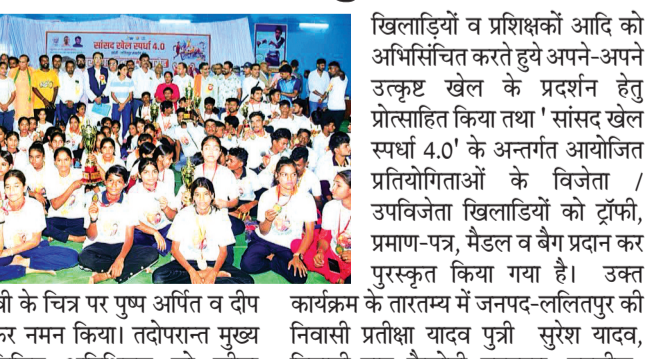 सांसद खेल स्पर्धा 4.0
खिलाड़ियों व प्रशिक्षकों आदि को
अभिसिंचित करते हुये अपने-अपने
उत्कृष्ट खेल के प्रदर्शन हेतु
प्रोत्साहित किया तथा ' सांसद खेल
स्पर्धा 4.0' के अन्तर्गत आयोजित
प्रतियोगिताओं के विजेता /
उपविजेता खिलाडियों को ट्रॉफी,
प्रमाण-पत्र, मैडल व बैग प्रदान कर
पुरस्कृत किया गया है। उक्त
कार्यक्रम के तारतम्य में जनपद-ललितपुर की
निवासी प्रतीक्षा यादव पुत्री सुरेश यादव,
के चित्र पर पुष्प अर्पित व दीप
कर नमन किया। तदोपरान्त मुख्य